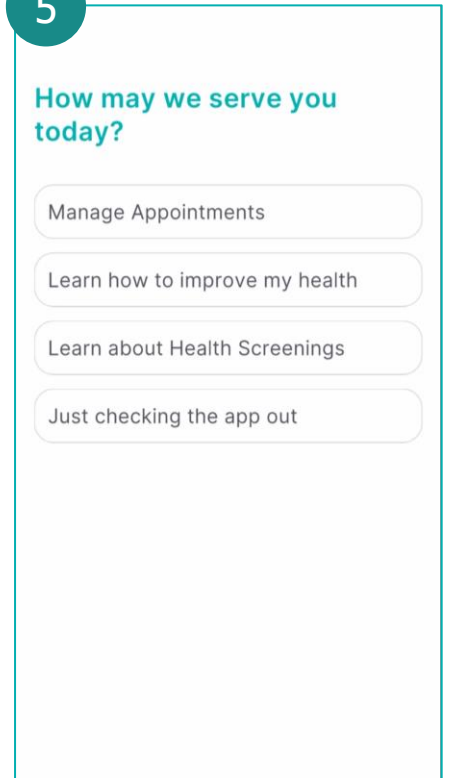 5
How may we serve you
today?
Manage Appointments
Learn how to improve my health
Learn about Health Screenings
Just checking the app out